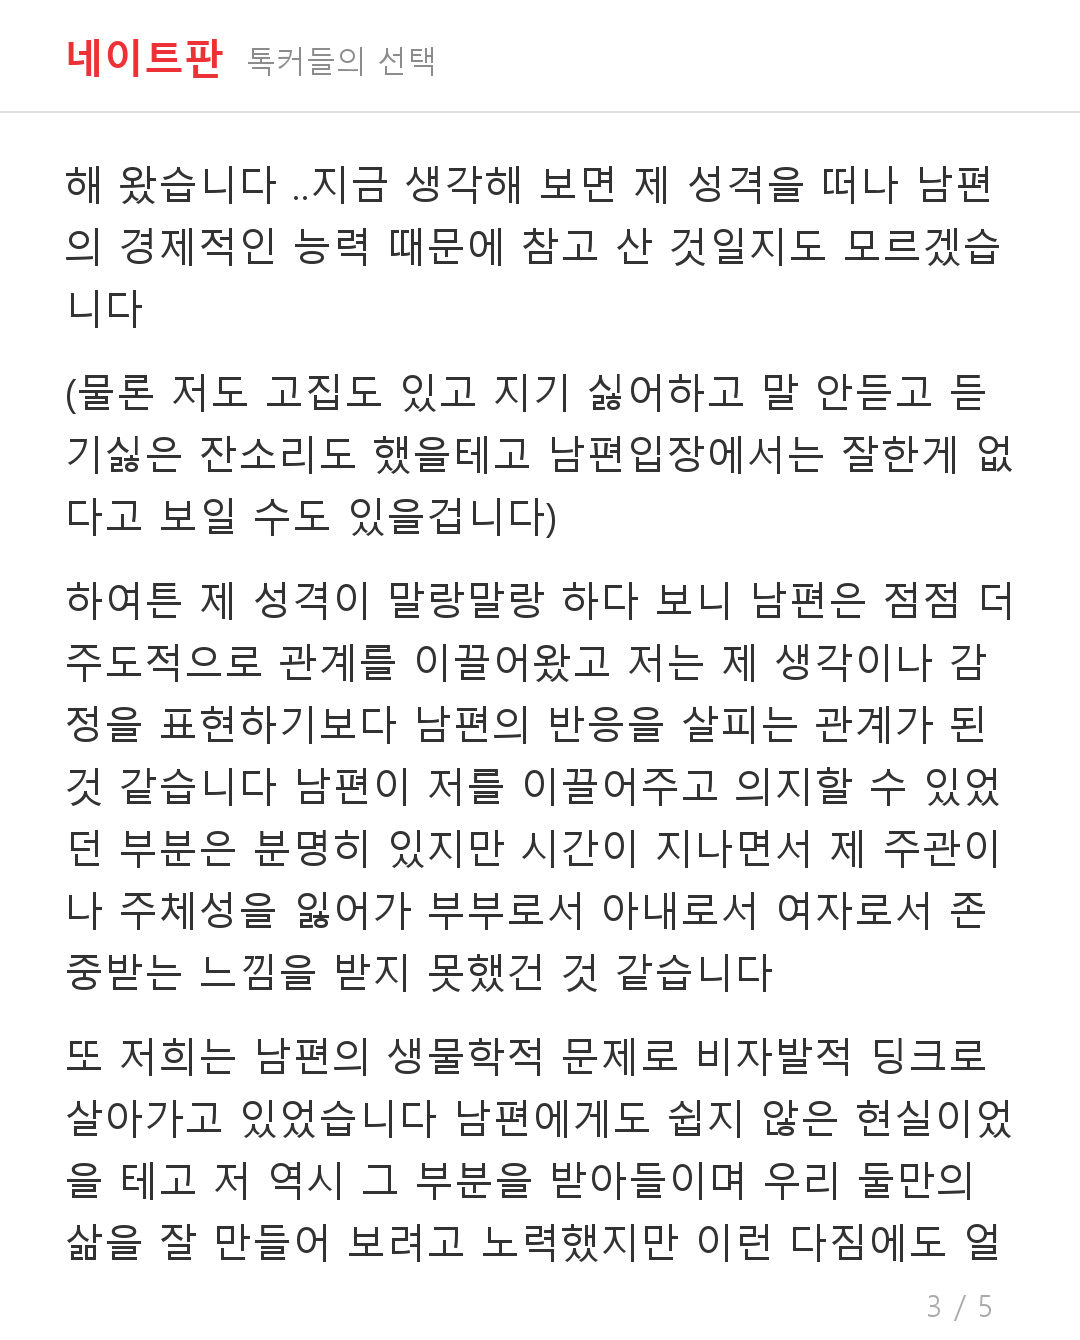 네이트판 톡커들의 선택
해 왔습니다 ..지금 생각해 보면 제 성격을 떠나 남편
의 경제적인 능력 때문에 참고 산 것일지도 모르겠습
니다
(물론 저도 고집도 있고 지기 싫어하고 말 안듣고 듣
기싫은 잔소리도 했을테고 남편입장에서는 잘한게 없
다고 보일 수도 있을겁니다)
하여튼 제 성격이 말랑말랑 하다 보니 남편은 점점 더
주도적으로 관계를 이끌어왔고 저는 제 생각이나 감
정을 표현하기보다 남편의 반응을 살피는 관계가 된
것 같습니다 남편이 저를 이끌어주고 의지할 수 있었
던 부분은 분명히 있지만 시간이 지나면서 제 주관이
나 주체성을 잃어가 부부로서 아내로서 여자로서 존
중받는 느낌을 받지 못했건 것 같습니다
또 저희는 남편의 생물학적 문제로 비자발적 딩크로
살아가고 있었습니다 남편에게도 쉽지 않은 현실이었
을 테고 저 역시 그 부분을 받아들이며 우리 둘만의
삶을 잘 만들어 보려고 노력했지만 이런 다짐에도 얼
3 / 5